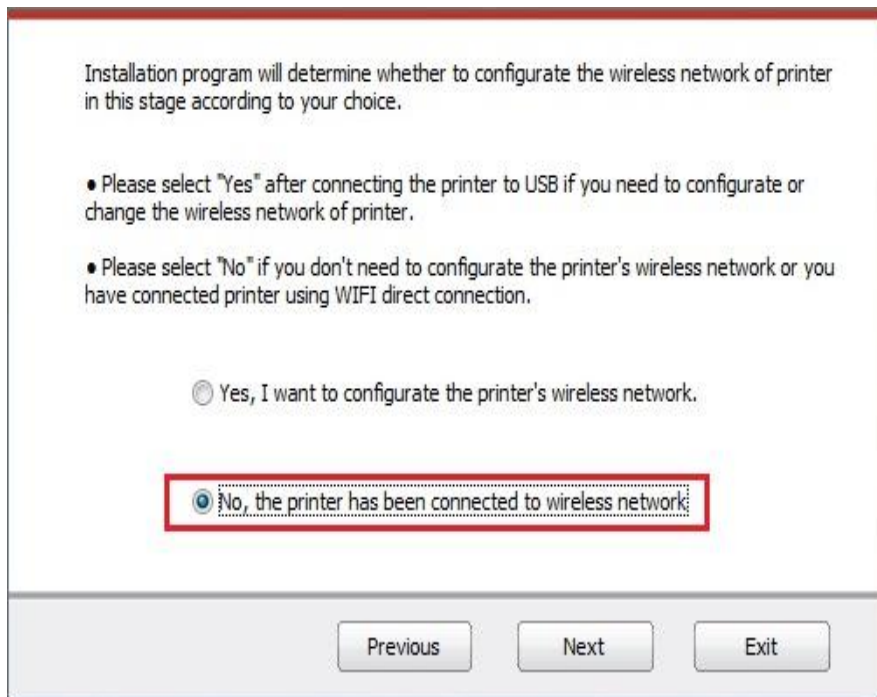 Installation program will determine whether to configurate the wireless network of printer
in this stage according to your choice.
● Please select "Yes" after connecting the printer to USB if you need to configurate or
change the wireless network of printer.
● Please select "No" if you don't need to configurate the printer's wireless network or you
have connected printer using WIFI direct connection.
Yes, I want to configurate the printer's wireless network.
No, the printer has been connected to wireless network
Previous Next Exit